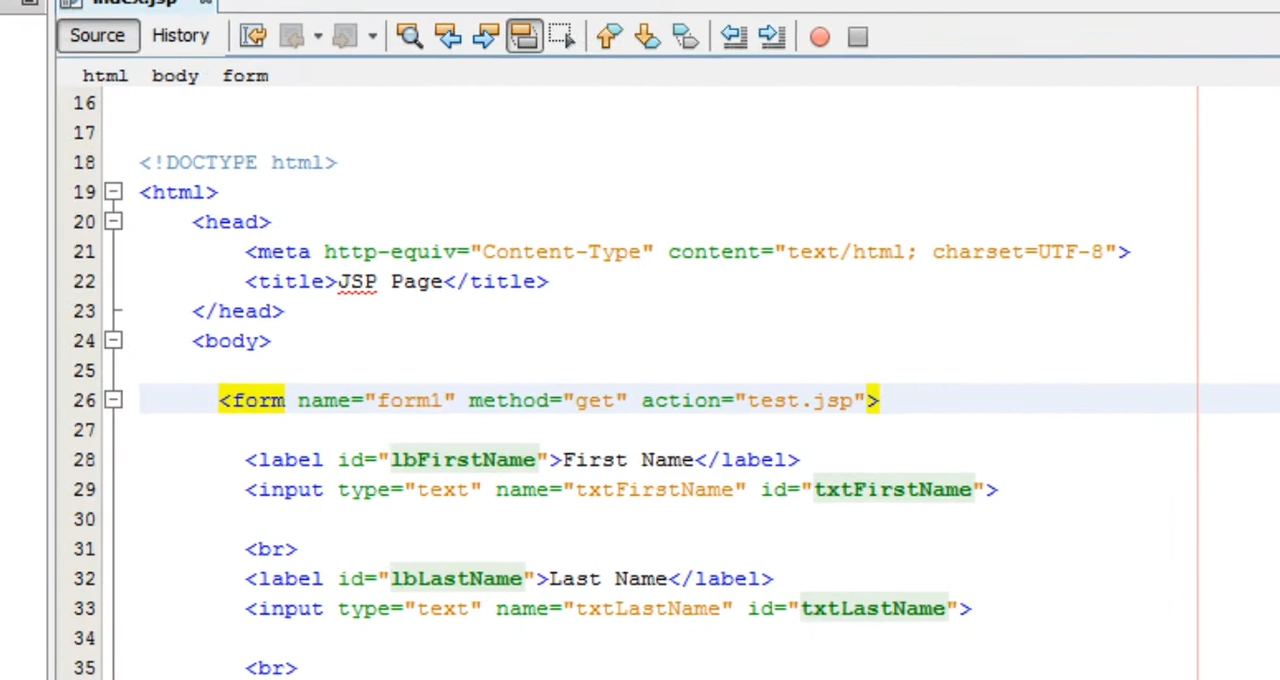 index.jsp
Source History
html body form
16
17
18 <!DOCTYPE html>
19 <html>
20 <head>
21 <meta http-equiv="Content-Type" content="text/html; charset=UTF-8">
22 <title>JSP Page</title>
23 </head>
24 <body>
25
26 <form name="form1" method="get" action="test.jsp">
27
28 <label id="lbFirstName">First Name</label>
29 <input type="text" name="txtFirstName" id="txtFirstName">
30
31 <br>
32 <label id="lbLastName">Last Name</label>
33 <input type="text" name="txtLastName" id="txtLastName">
34
35 <br>